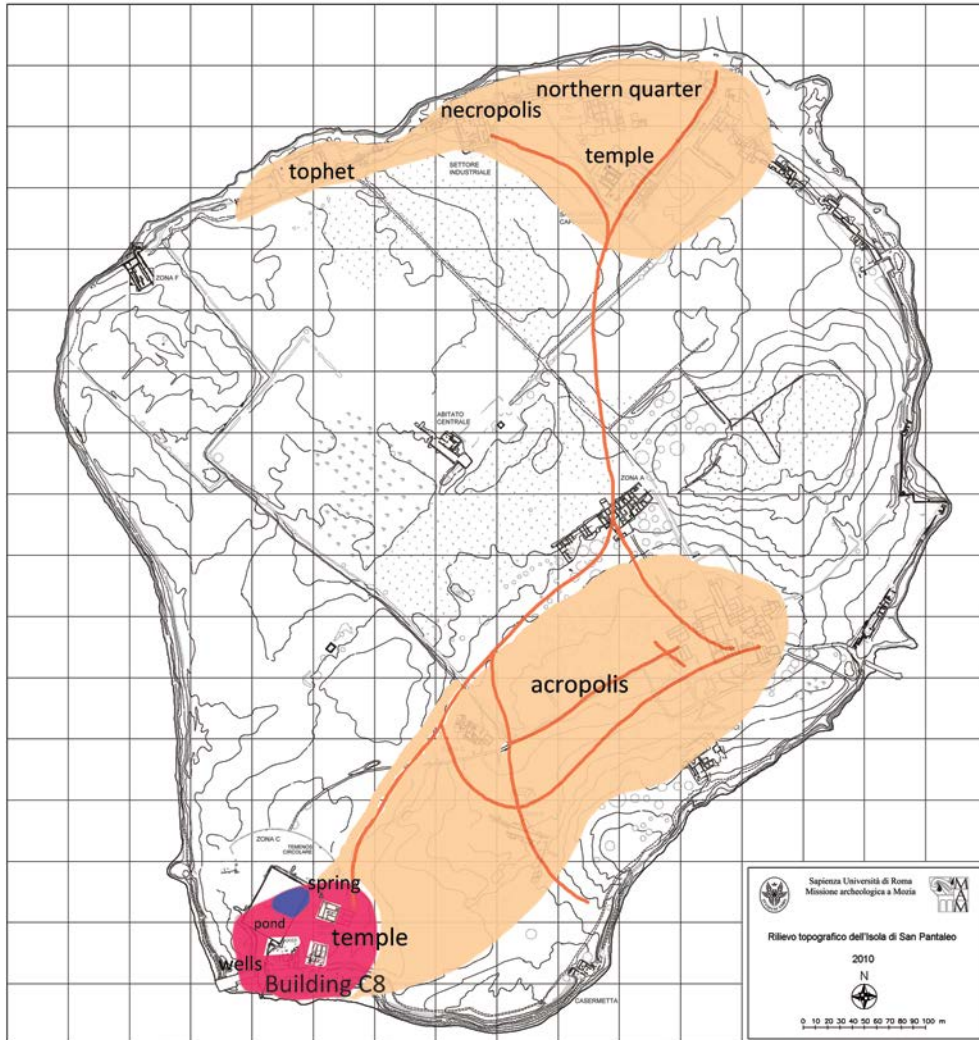 northern quarter
necropolis
temple
tophet
SETTORE
INDUSTRIALE
ZONA F
ABITATO
CENTRALE
ZONA A
acropolis
ZONA C
TEMENOS
CIRCOLARE
spring
pond
temple
wells
Building C8
CASERMETTA
Sapienza Università di Roma
Missione archeologica a Mozia
Rilievo topografico dell'Isola di San Pantaleo
2010
N
0 10 20 30 40 50 60 70 80 90 100 m